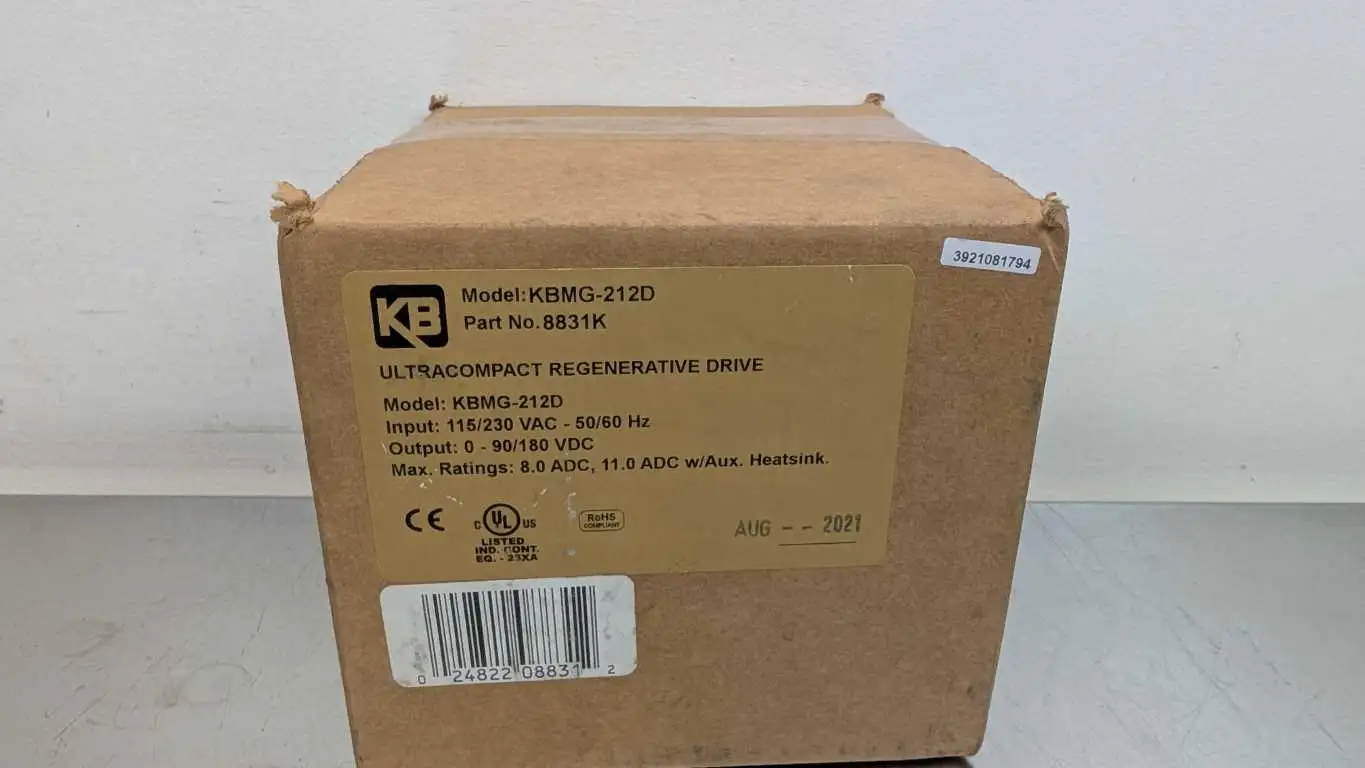 3921081794
KB
Model: KBMG-212D
Part No. 8831K
ULTRACOMPACT REGENERATIVE DRIVE
Model: KBMG-212D
Input: 115/230 VAC - 50/60 Hz
Output: 0 - 90/180 VDC
Max. Ratings: 8.0 ADC, 11.0 ADC w/Aux. Heatsink.
CE
C UL US
LISTED
IND. CONT.
EQ. - 23XA
RoHS
COMPLIANT
AUG -- 2021
0 24822 08831 2